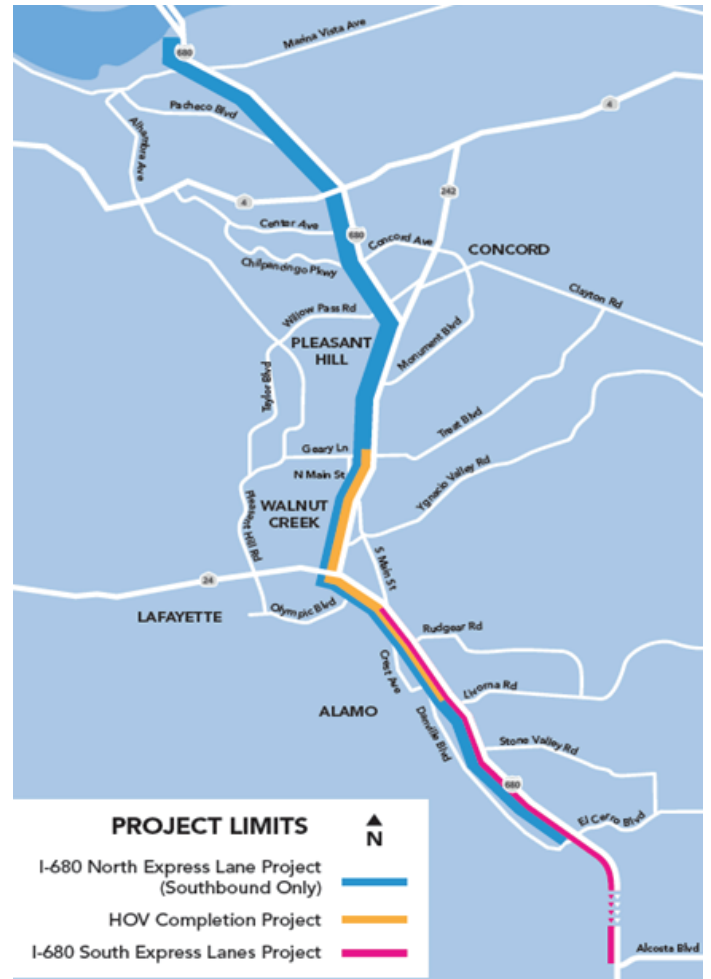 680
Marina Vista Ave
Pacheco Blvd
4
Alhambra Ave
242
4
Center Ave
680
Concord Ave
CONCORD
Chilpancingo Pkwy
Clayton Rd
Willow Pass Rd
PLEASANT
HILL
Monument Blvd
Taylor Blvd
Treat Blvd
Geary Ln
N Main St
Ygnacio Valley Rd
WALNUT
CREEK
Pleasant Hill Rd
S Main St
24
Olympic Blvd
LAFAYETTE
Rudgear Rd
Crest Ave
Livorna Rd
ALAMO
Danville Blvd
Stone Valley Rd
680
El Cerro Blvd
PROJECT LIMITS
N
I-680 North Express Lane Project
(Southbound Only)
HOV Completion Project
I-680 South Express Lanes Project
Alcosta Blvd